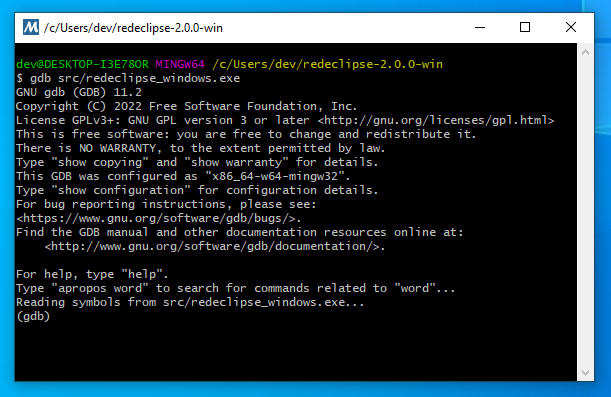 /c/Users/dev/redeclipse-2.0.0-win
dev@DESKTOP-I3E78OR MINGW64 /c/Users/dev/redeclipse-2.0.0-win
$ gdb src/redeclipse_windows.exe
GNU gdb (GDB) 11.2
Copyright (C) 2022 Free Software Foundation, Inc.
License GPLv3+: GNU GPL version 3 or later <http://gnu.org/licenses/gpl.html>
This is free software: you are free to change and redistribute it.
There is NO WARRANTY, to the extent permitted by law.
Type "show copying" and "show warranty" for details.
This GDB was configured as "x86_64-w64-mingw32".
Type "show configuration" for configuration details.
For bug reporting instructions, please see:
<https://www.gnu.org/software/gdb/bugs/>.
Find the GDB manual and other documentation resources online at:
    <http://www.gnu.org/software/gdb/documentation/>.
For help, type "help".
Type "apropos word" to search for commands related to "word"...
Reading symbols from src/redeclipse_windows.exe...
(gdb)